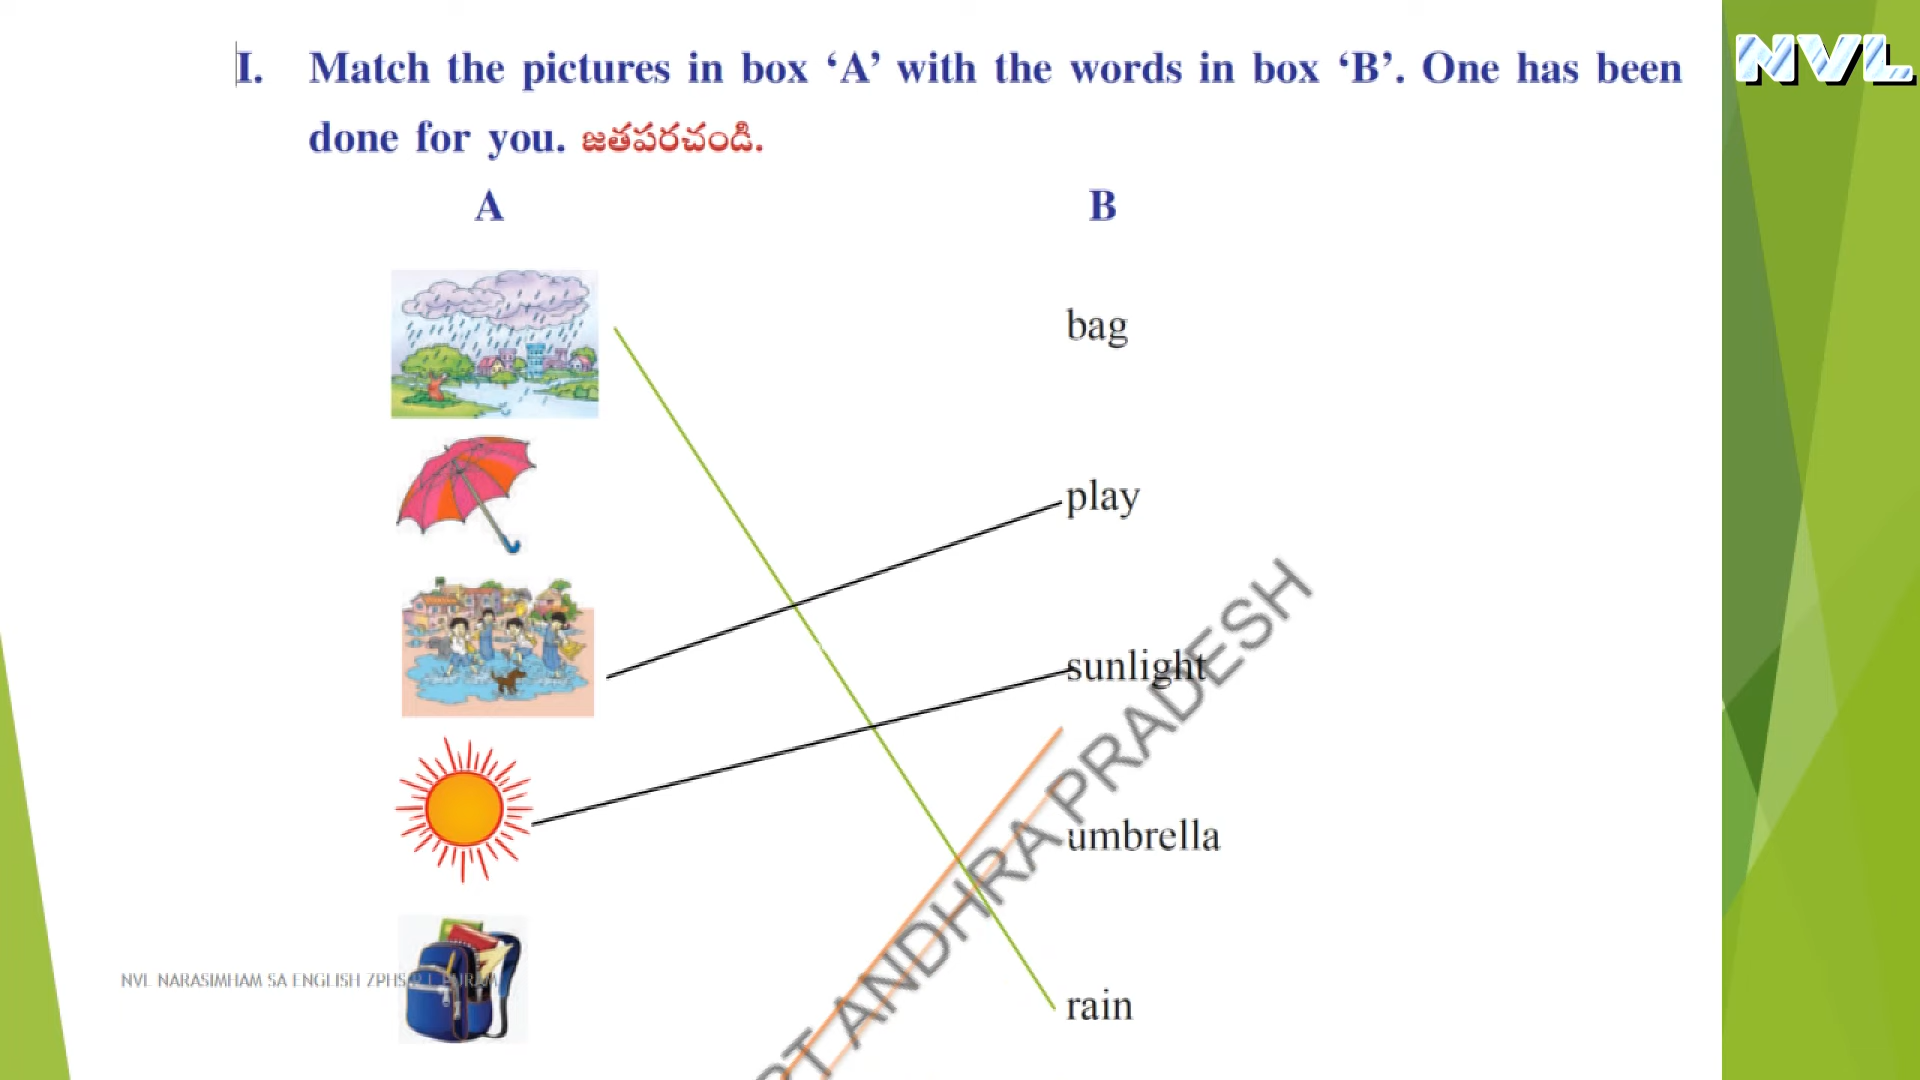 NVL
I. Match the pictures in box ‘A’ with the words in box ‘B’. One has been
done for you. జతపరచండి.
A B
bag
play
sunlight
umbrella
rain
NVL NARASIMHAM SA ENGLISH ZPHS
ANDHRA PRADESH